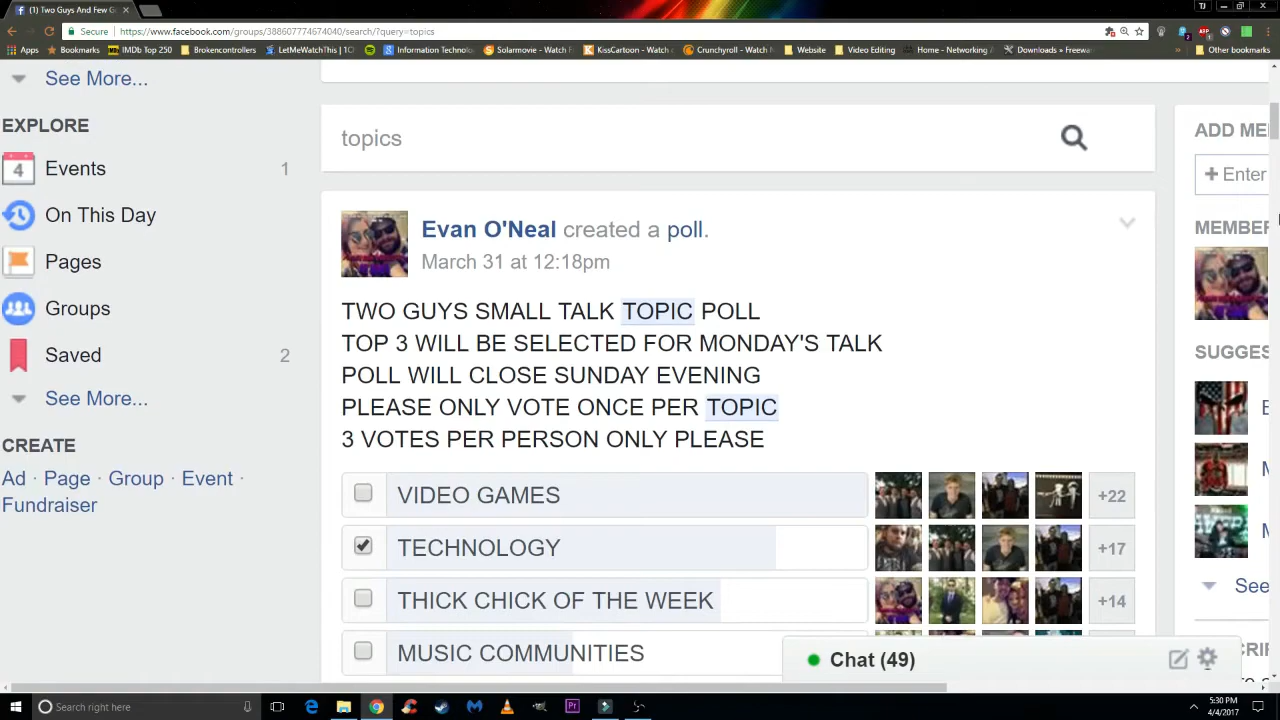 (1) Two Guys And Few G
TJ
Secure https://www.facebook.com/groups/388607774674040/search/?query=topics
Apps Bookmarks IMDb Top 250 Brokencontrollers LetMeWatchThis | 1C Information Technolo Solarmovie - Watch F KissCartoon - Watch Crunchyroll - Watch N Website Video Editing Home - Networking Downloads » Freewar » Other bookmarks
See More...
EXPLORE
4 Events 1
On This Day
Pages
Groups
Saved 2
See More...
CREATE
Ad · Page · Group · Event ·
Fundraiser
topics
Evan O'Neal created a poll.
March 31 at 12:18pm
TWO GUYS SMALL TALK TOPIC POLL
TOP 3 WILL BE SELECTED FOR MONDAY'S TALK
POLL WILL CLOSE SUNDAY EVENING
PLEASE ONLY VOTE ONCE PER TOPIC
3 VOTES PER PERSON ONLY PLEASE
VIDEO GAMES +22
TECHNOLOGY +17
THICK CHICK OF THE WEEK +14
MUSIC COMMUNITIES
ADD ME
+ Enter
MEMBER
SUGGES
See
Chat (49)
Search right here
5:30 PM
4/4/2017